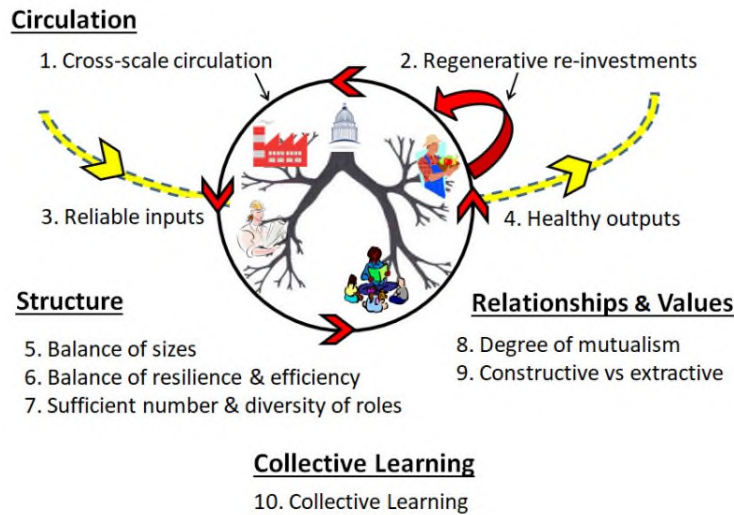 Circulation
1. Cross-scale circulation
2. Regenerative re-investments
3. Reliable inputs
4. Healthy outputs
Structure
5. Balance of sizes
6. Balance of resilience & efficiency
7. Sufficient number & diversity of roles
Relationships & Values
8. Degree of mutualism
9. Constructive vs extractive
Collective Learning
10. Collective Learning